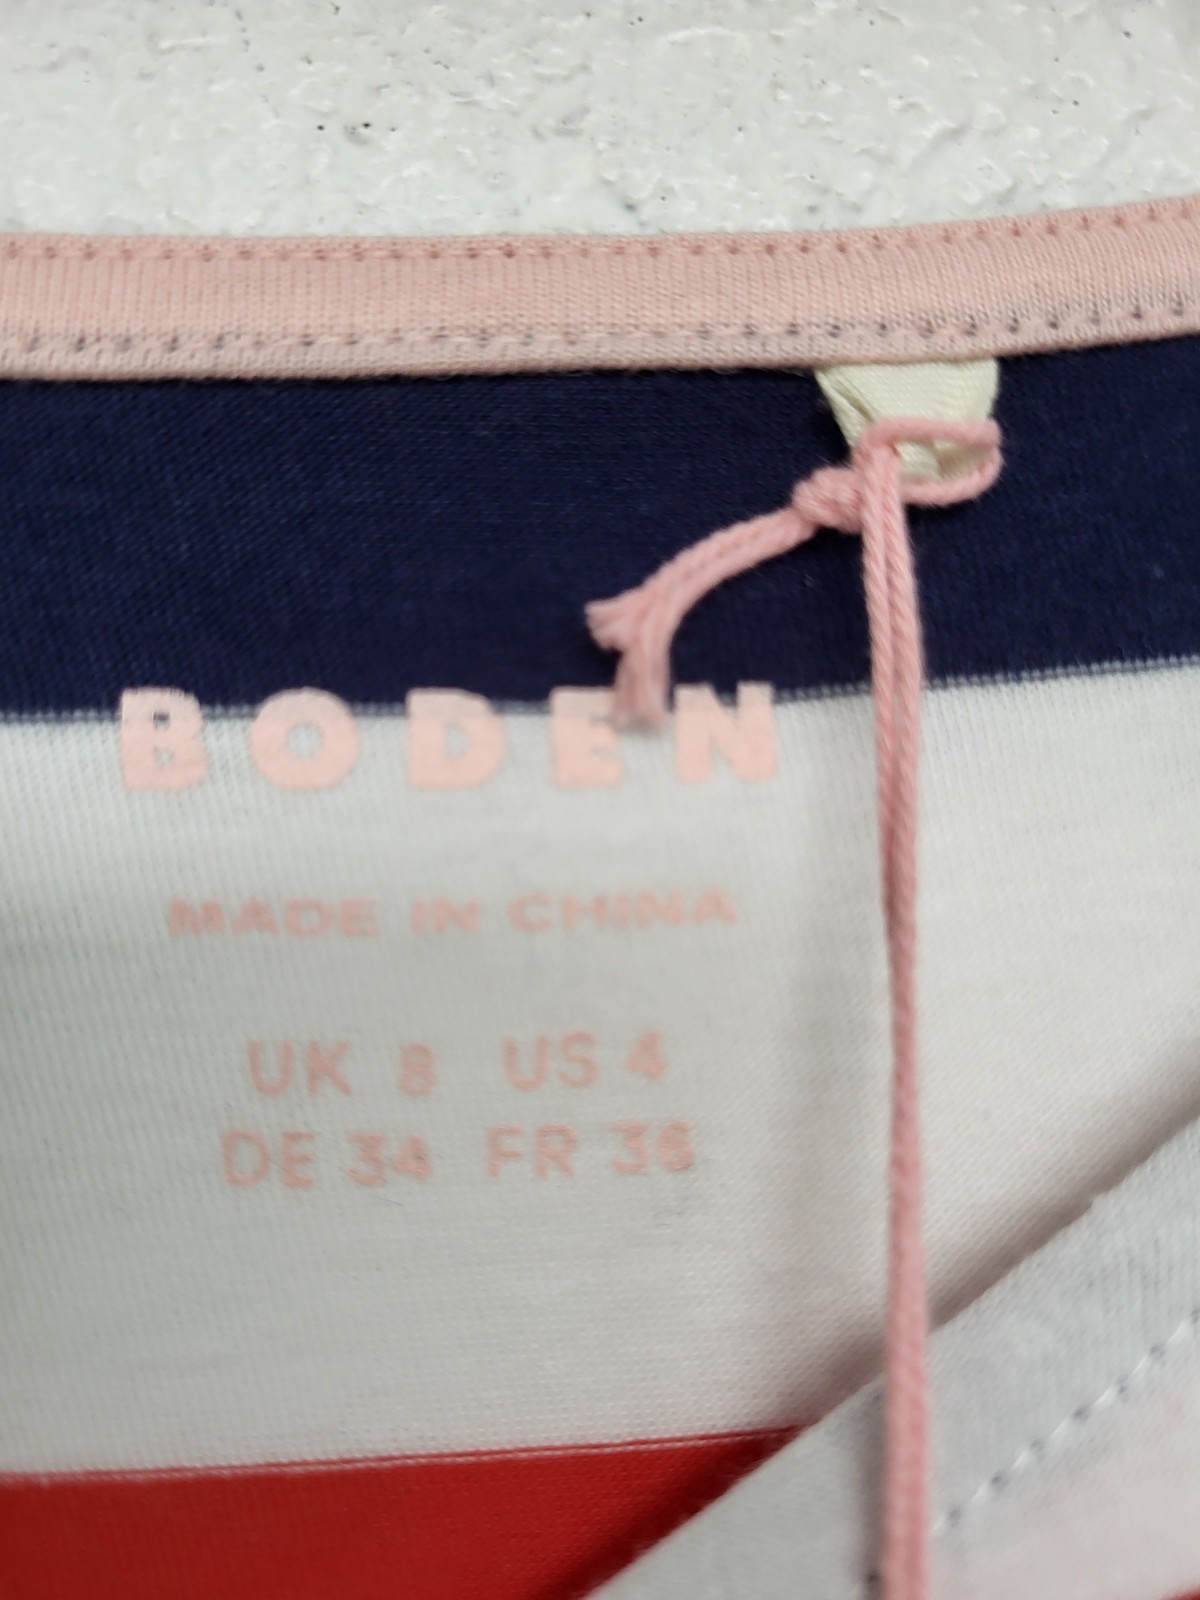 BODEN
MADE IN CHINA
UK 8 US 4
DE 34 FR 36